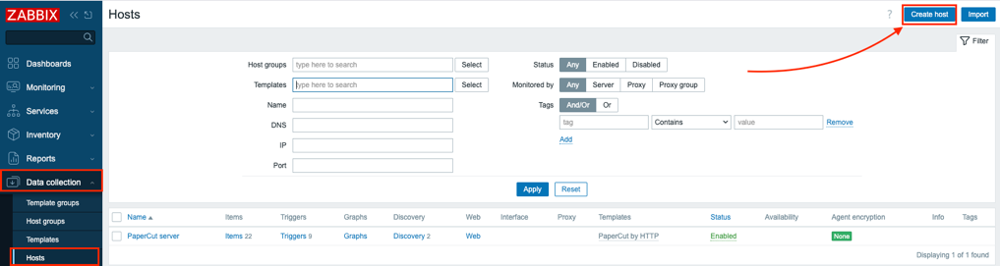 ZABBIX
Hosts
?
Create host
Import
Filter
Dashboards
Monitoring
Services
Inventory
Reports
Data collection
Template groups
Host groups
Templates
Hosts
Host groups type here to search Select
Templates type here to search Select
Name
DNS
IP
Port
Status Any Enabled Disabled
Monitored by Any Server Proxy Proxy group
Tags And/Or Or
tag Contains value Remove
Add
Apply Reset
Name Items Triggers Graphs Discovery Web Interface Proxy Templates Status Availability Agent encryption Info Tags
PaperCut server Items 22 Triggers 9 Graphs Discovery 2 Web PaperCut by HTTP Enabled None
Displaying 1 of 1 found